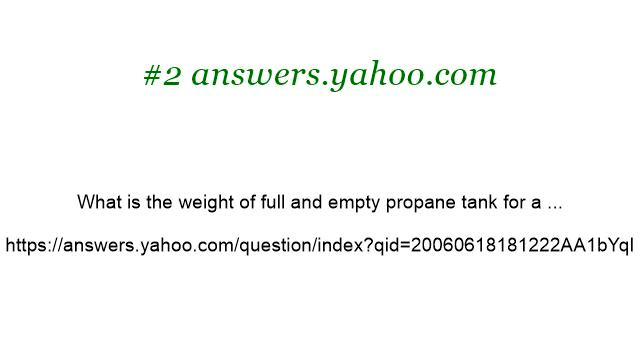 #2 answers.yahoo.com
What is the weight of full and empty propane tank for a ...
https://answers.yahoo.com/question/index?qid=20060618181222AA1bYql